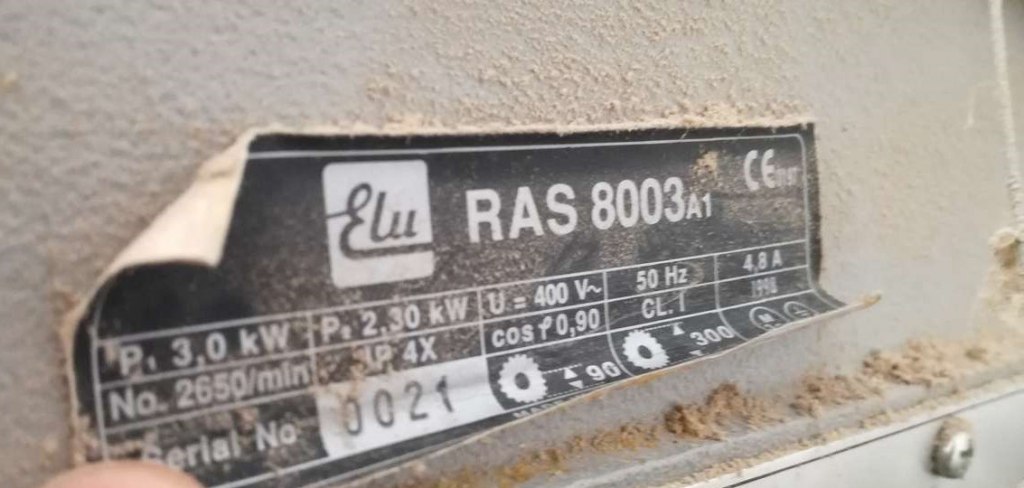 Elu
RAS 8003A1
CE
P₁ 3,0 kW P₂ 2,30 kW U = 400 V~ 50 Hz 4,8 A
No. 2650/min IP 4X cos φ 0,90 CL. I
90 300
Serial No 0021